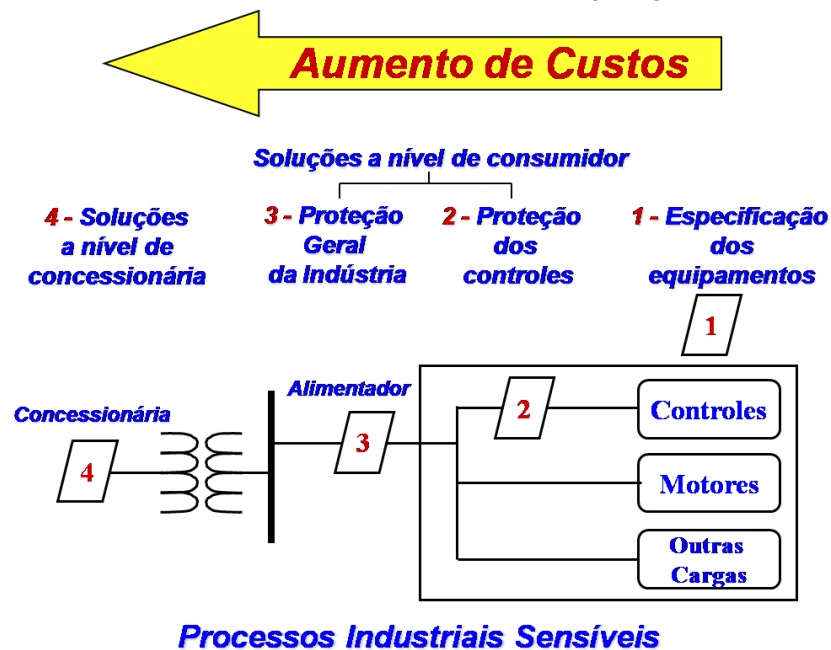 Aumento de Custos
Soluções a nível de consumidor
4 - Soluções
a nível de
concessionária
3 - Proteção
Geral
da Indústria
2 - Proteção
dos
controles
1 - Especificação
dos
equipamentos
1
Concessionária
4
Alimentador
3
2
Controles
Motores
Outras
Cargas
Processos Industriais Sensíveis